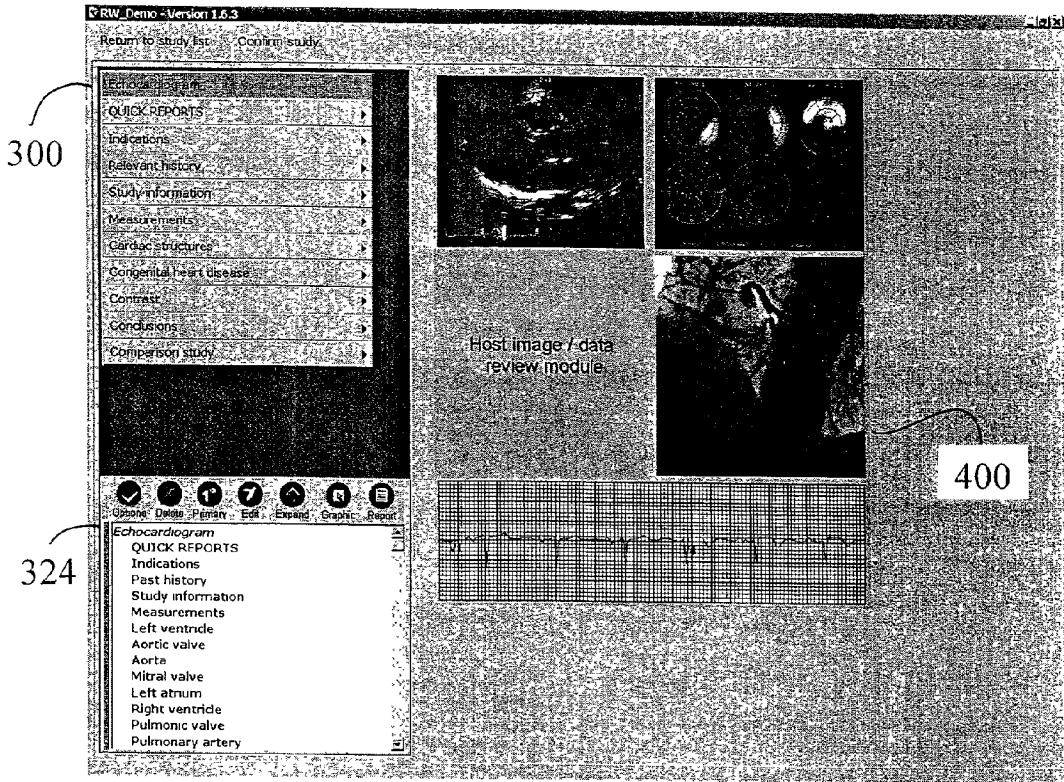 RW_Demo - Version 1.6.3
Return to study list Confirm study
300
Echocardiogram
QUICK REPORTS
Indications
Relevant history
Study information
Measurements
Cardiac structures
Congenital heart disease
Contrast
Conclusions
Comparison study
Host image / data
review module
400
Options Delete Primary Edit Expand Graphic Report
324
Echocardiogram
QUICK REPORTS
Indications
Past history
Study information
Measurements
Left ventricle
Aortic valve
Aorta
Mitral valve
Left atrium
Right ventricle
Pulmonic valve
Pulmonary artery